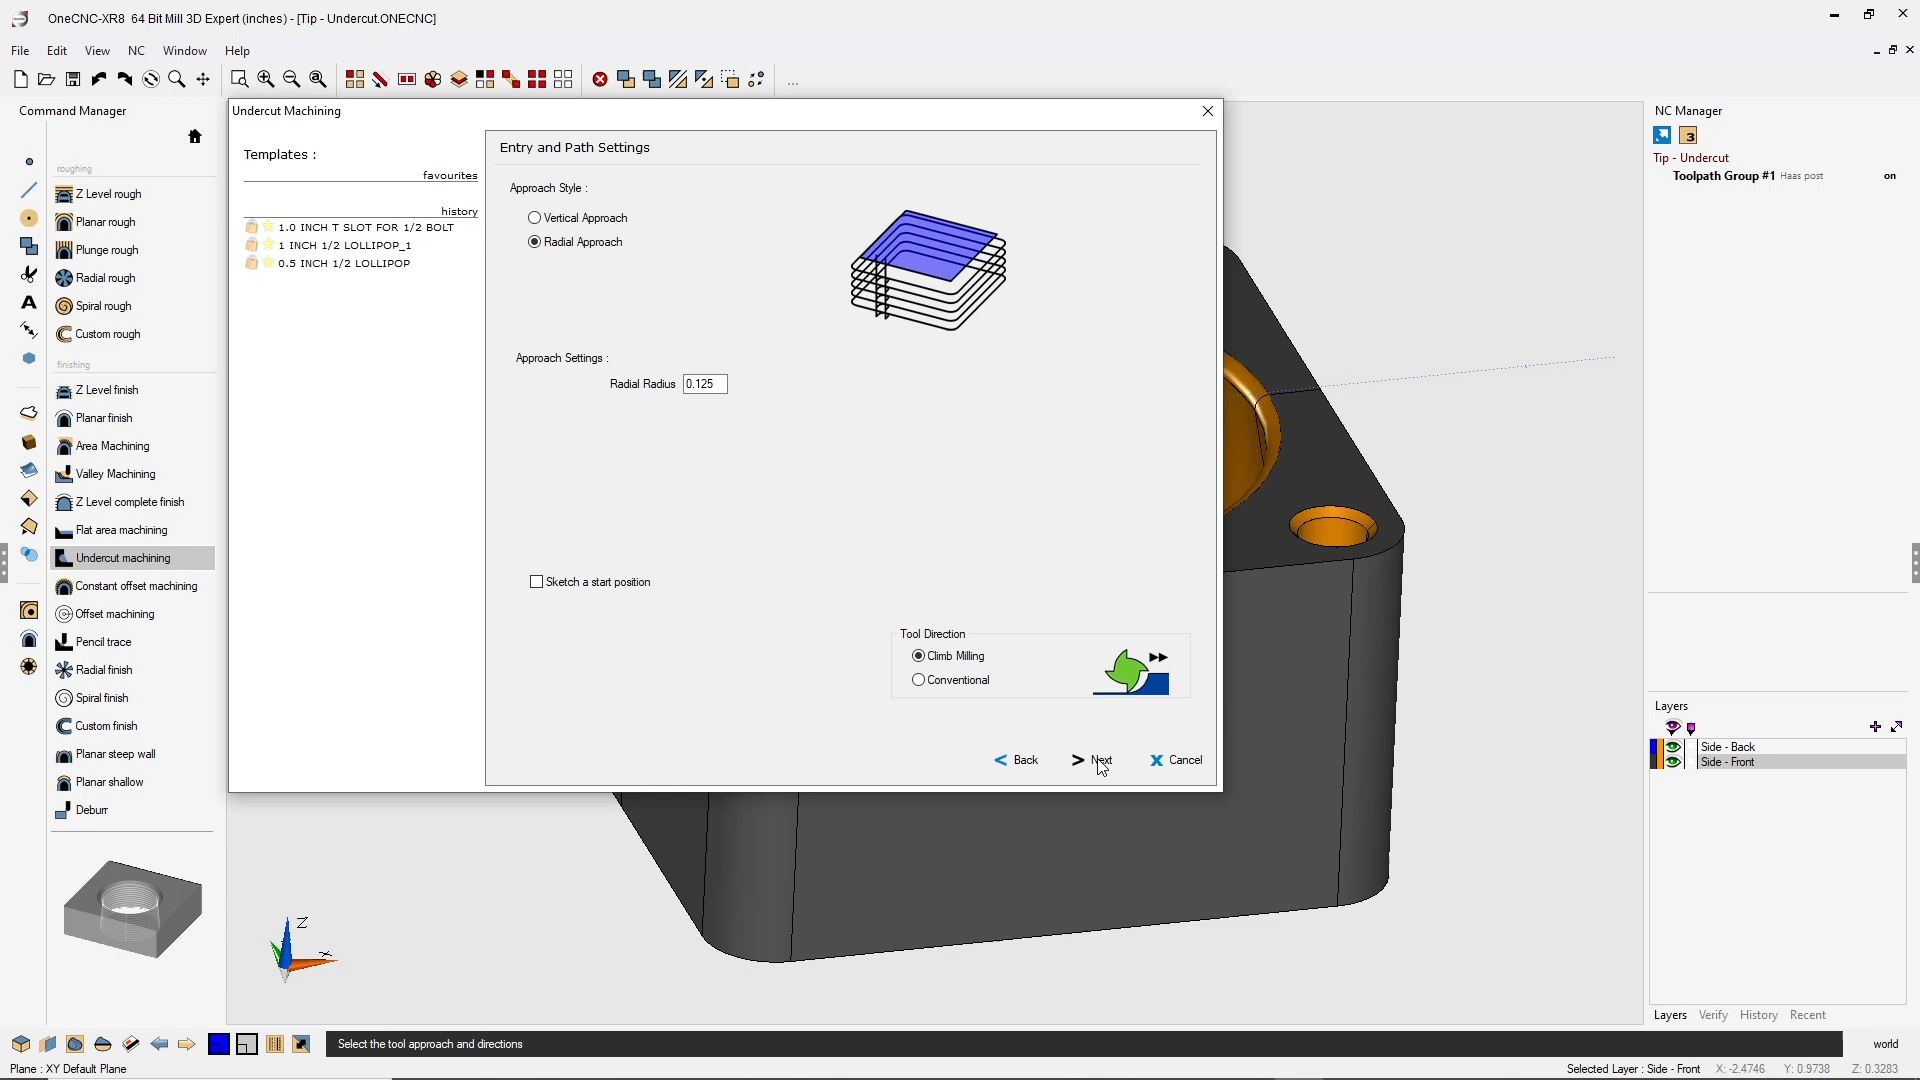 OneCNC-XR8 64 Bit Mill 3D Expert (inches) - [Tip - Undercut.ONECNC]
File Edit View NC Window Help
...
Command Manager
roughing
Z Level rough
Planar rough
Plunge rough
Radial rough
Spiral rough
Custom rough
finishing
Z Level finish
Planar finish
Area Machining
Valley Machining
Z Level complete finish
Flat area machining
Undercut machining
Constant offset machining
Offset machining
Pencil trace
Radial finish
Spiral finish
Custom finish
Planar steep wall
Planar shallow
Deburr
Undercut Machining
Templates :
favourites
history
1.0 INCH T SLOT FOR 1/2 BOLT
1 INCH 1/2 LOLLIPOP_1
0.5 INCH 1/2 LOLLIPOP
Entry and Path Settings
Approach Style :
Vertical Approach
Radial Approach
Approach Settings :
Radial Radius 0.125
Sketch a start position
Tool Direction
Climb Milling
Conventional
< Back > Next X Cancel
Z
X
NC Manager
3
Tip - Undercut
Toolpath Group #1 Haas post on
Layers
Side - Back
Side - Front
Layers Verify History Recent
Select the tool approach and directions
world
Plane : XY Default Plane
Selected Layer : Side - Front X: -2.4746 Y: 0.9738 Z: 0.3283